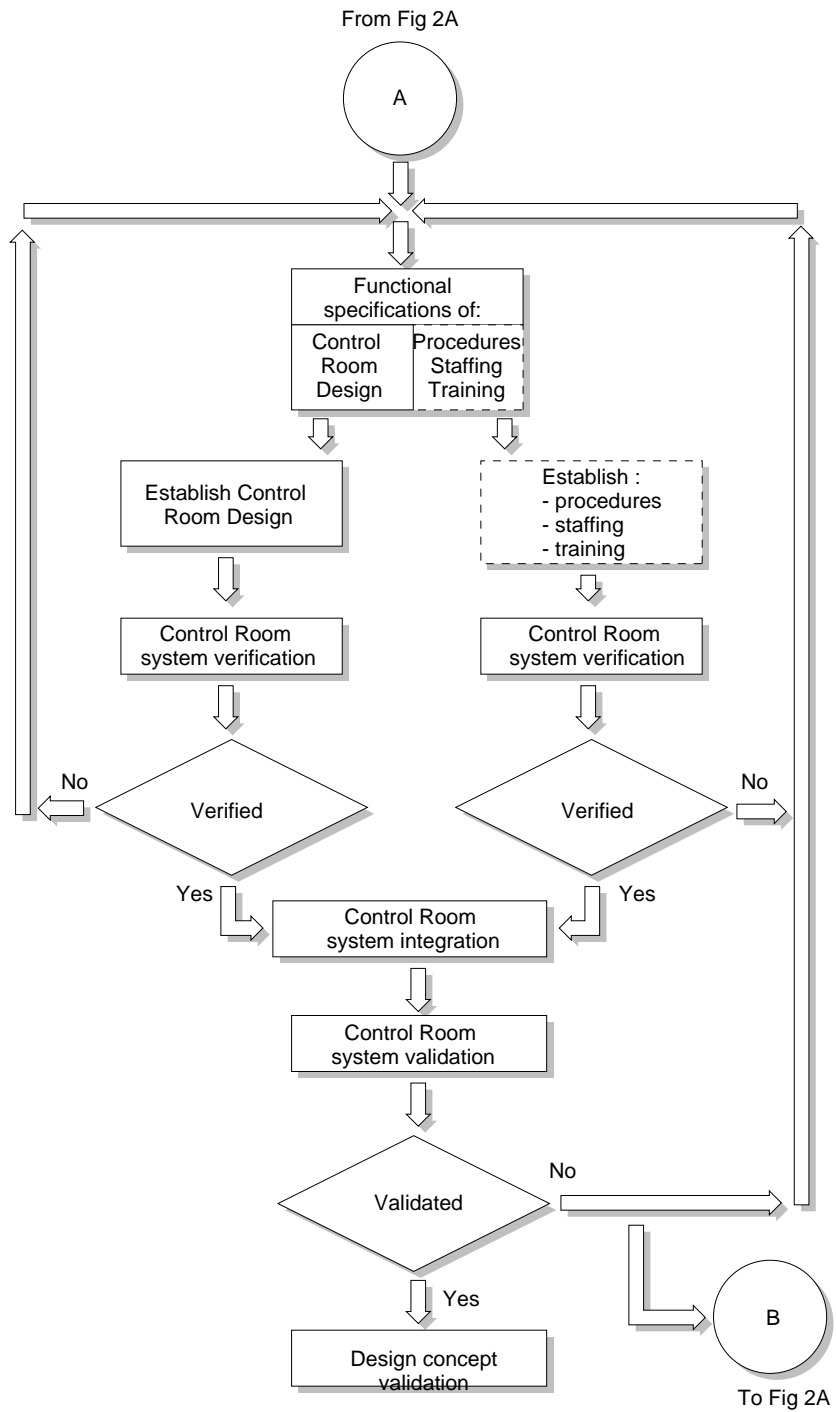 From Fig 2A
A
Functional
specifications of:
Control
Room
Design
Procedures
Staffing
Training
Establish Control
Room Design
Establish :
- procedures
- staffing
- training
Control Room
system verification
Control Room
system verification
No
Verified
Verified
No
Yes
Yes
Control Room
system integration
Control Room
system validation
Validated
No
Yes
B
Design concept
validation
To Fig 2A